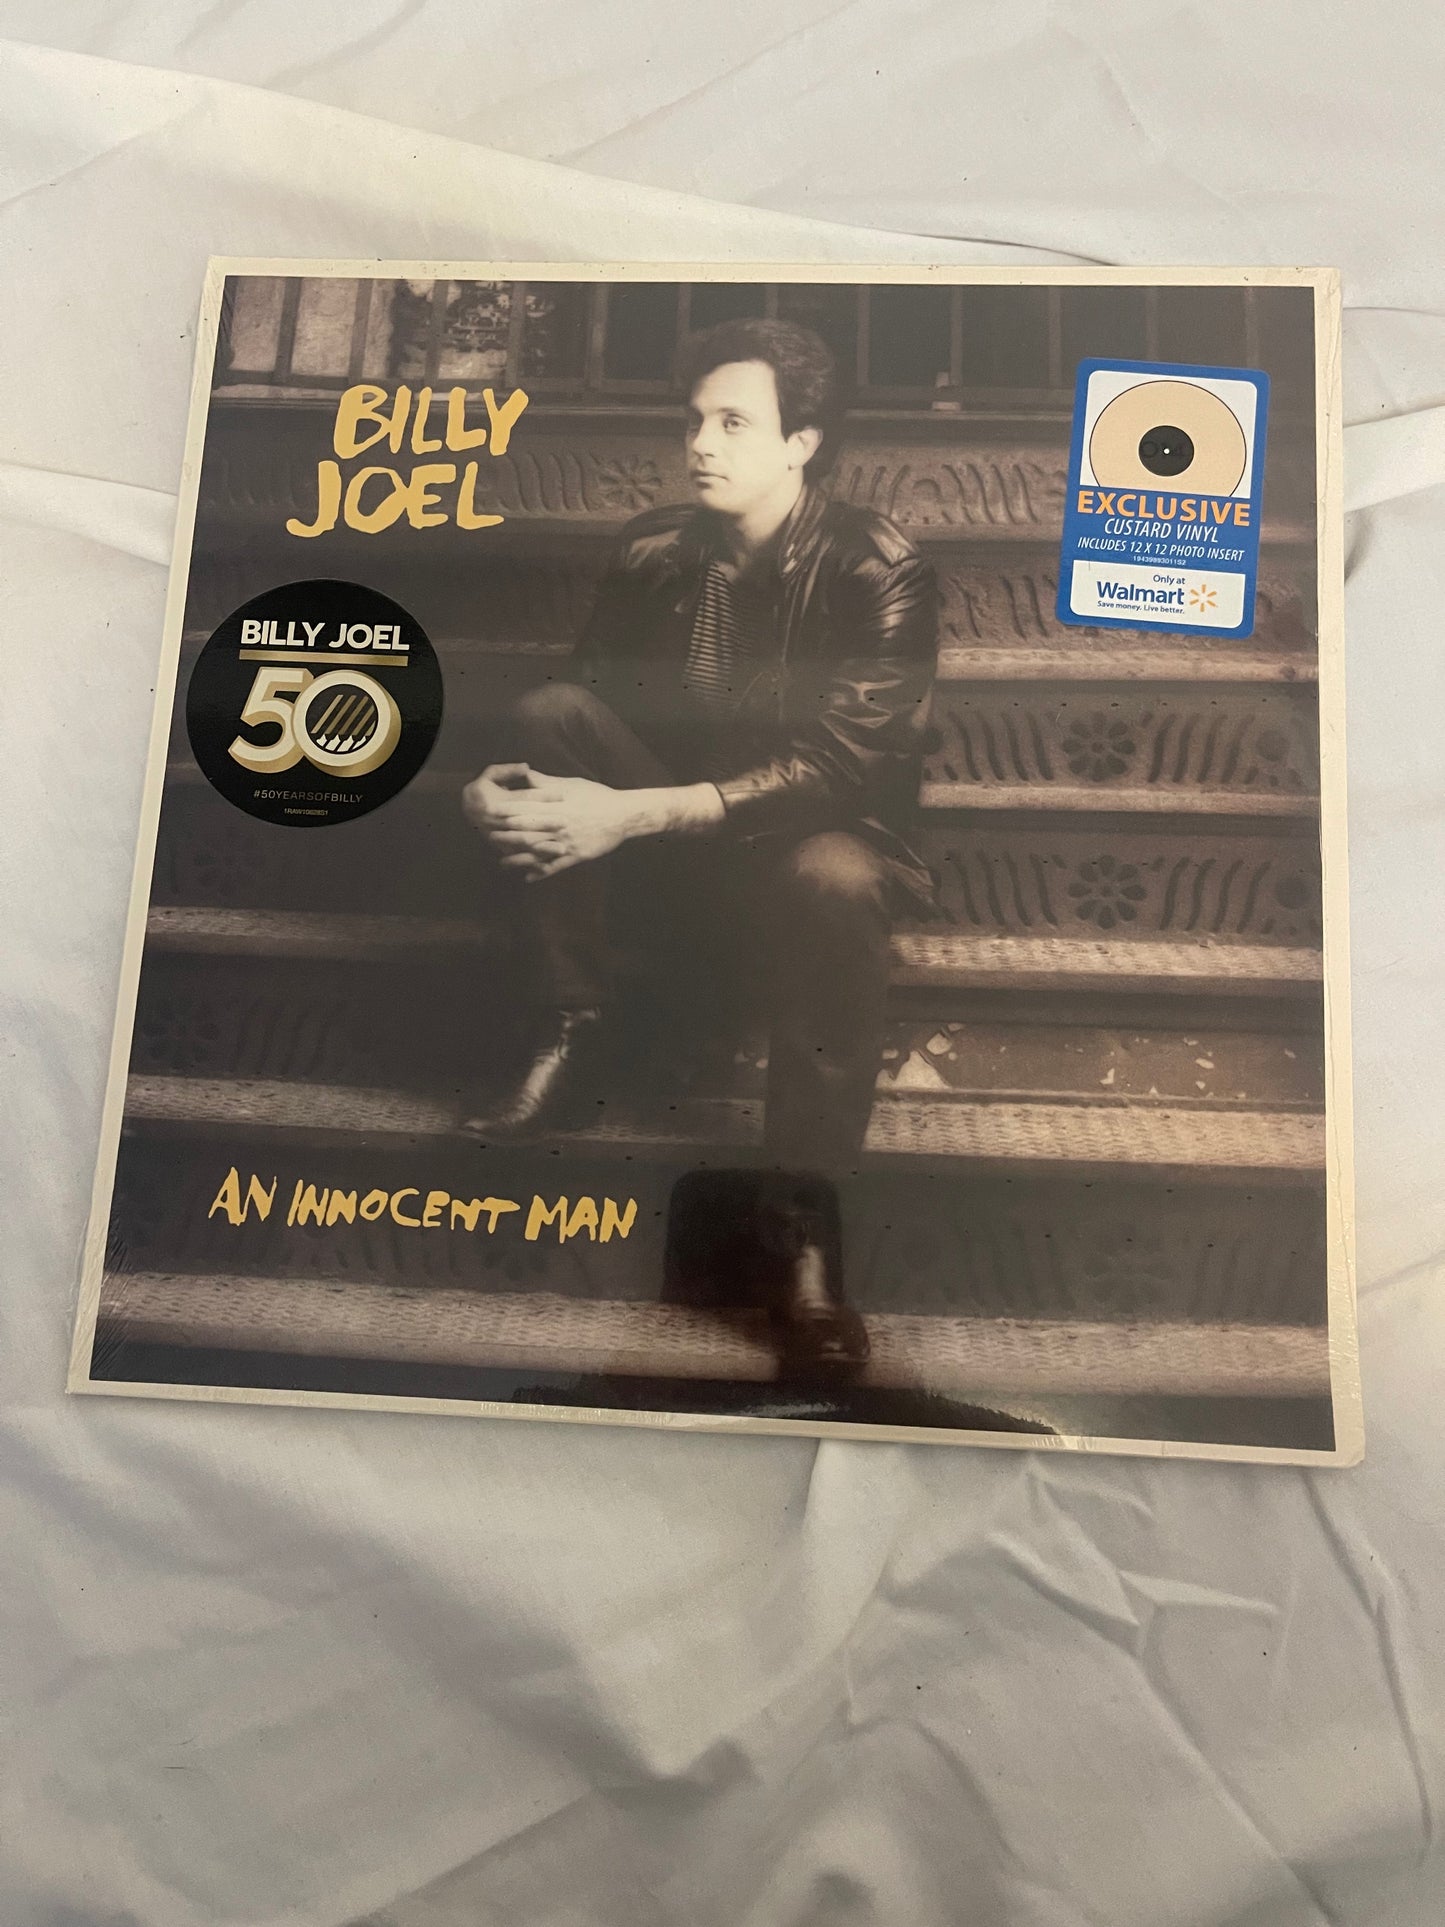 BILLY
JOEL
EXCLUSIVE
CUSTARD VINYL
INCLUDES 12 X 12 PHOTO INSERT
Only at
Walmart
Save money. Live better.
BILLY JOEL
50
#50YEARSOFBILLY
AN INNOCENT MAN